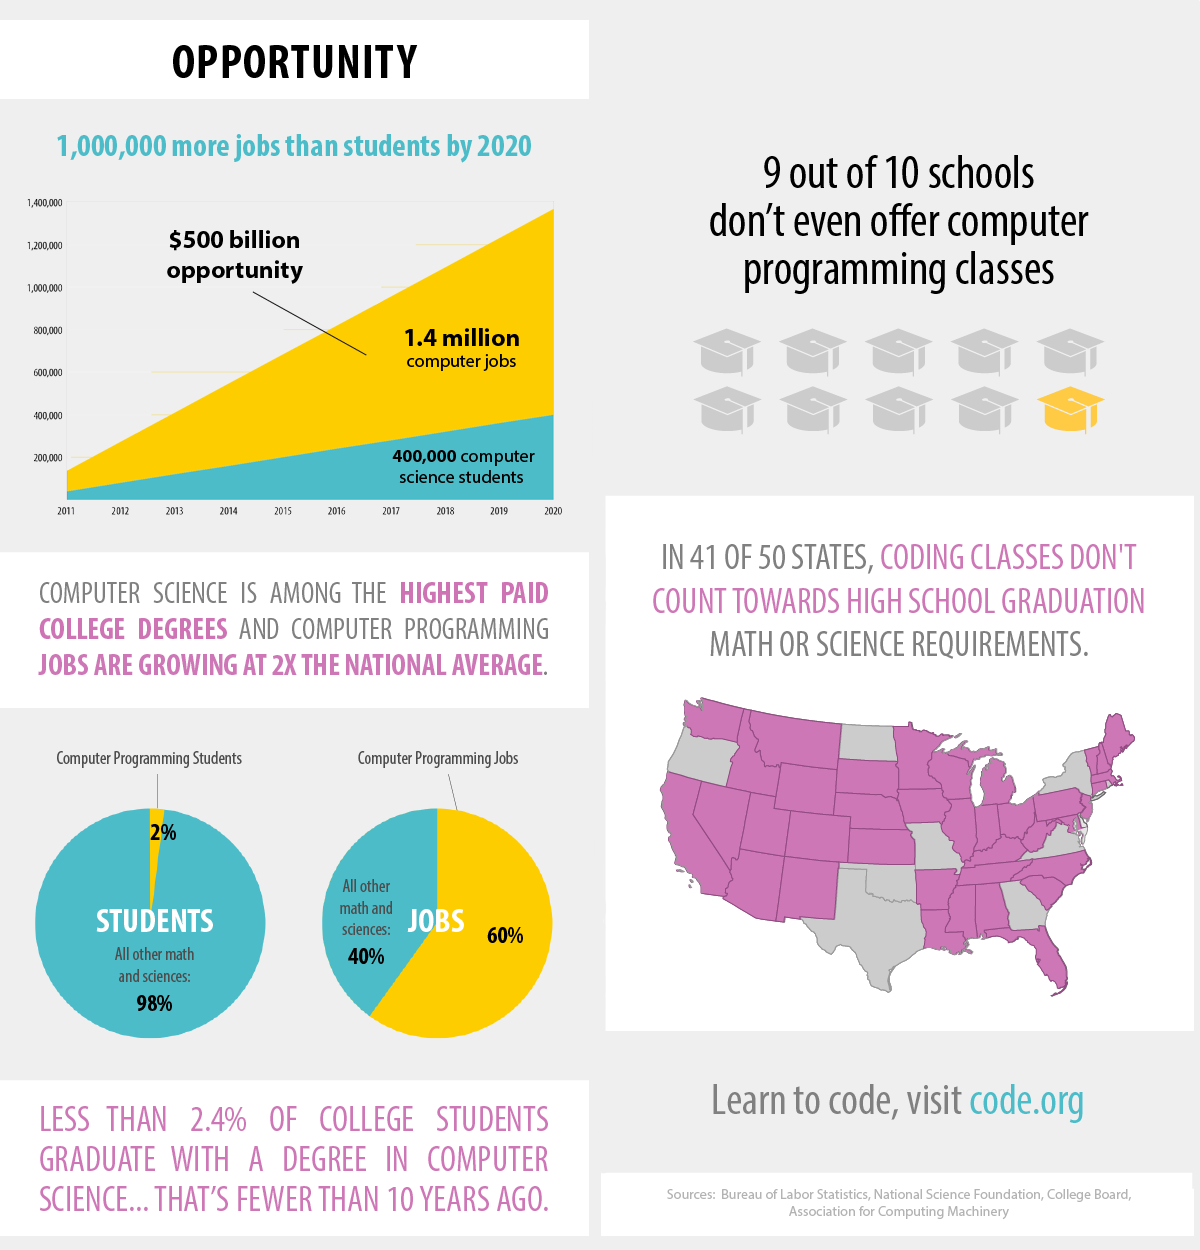 OPPORTUNITY
1,000,000 more jobs than students by 2020
1,400,000
1,200,000
1,000,000
800,000
600,000
400,000
200,000
$500 billion
opportunity
1.4 million
computer jobs
400,000 computer
science students
2011 2012 2013 2014 2015 2016 2017 2018 2019 2020
COMPUTER SCIENCE IS AMONG THE HIGHEST PAID
COLLEGE DEGREES AND COMPUTER PROGRAMMING
JOBS ARE GROWING AT 2X THE NATIONAL AVERAGE.
Computer Programming Students
2%
STUDENTS
All other math
and sciences:
98%
Computer Programming Jobs
All other
math and
sciences:
40%
JOBS
60%
LESS THAN 2.4% OF COLLEGE STUDENTS
GRADUATE WITH A DEGREE IN COMPUTER
SCIENCE... THAT'S FEWER THAN 10 YEARS AGO.
9 out of 10 schools
don't even offer computer
programming classes
IN 41 OF 50 STATES, CODING CLASSES DON'T
COUNT TOWARDS HIGH SCHOOL GRADUATION
MATH OR SCIENCE REQUIREMENTS.
Learn to code, visit code.org
Sources: Bureau of Labor Statistics, National Science Foundation, College Board,
Association for Computing Machinery